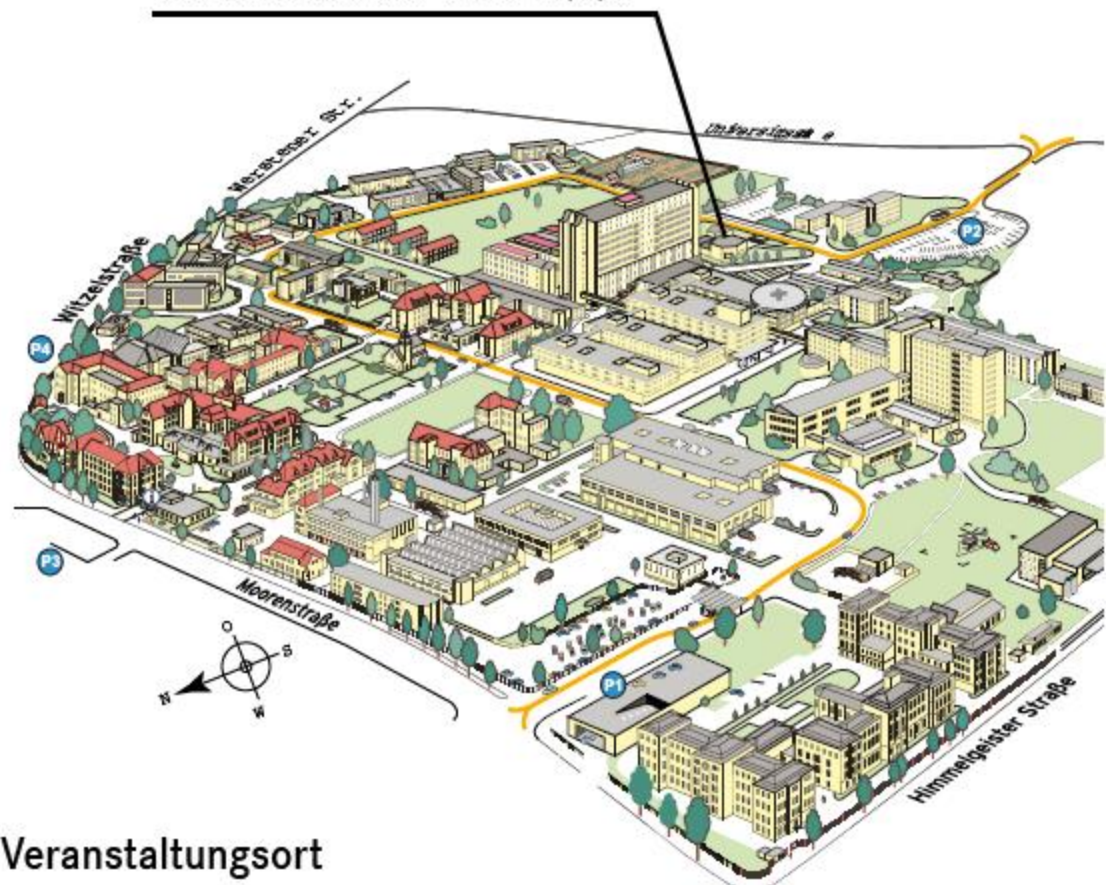 Werstener Str.
Witzelstraße
P2
P4
i
P3
Moorenstraße
O
S
N
W
P1
Himmelgeister Straße
Veranstaltungsort